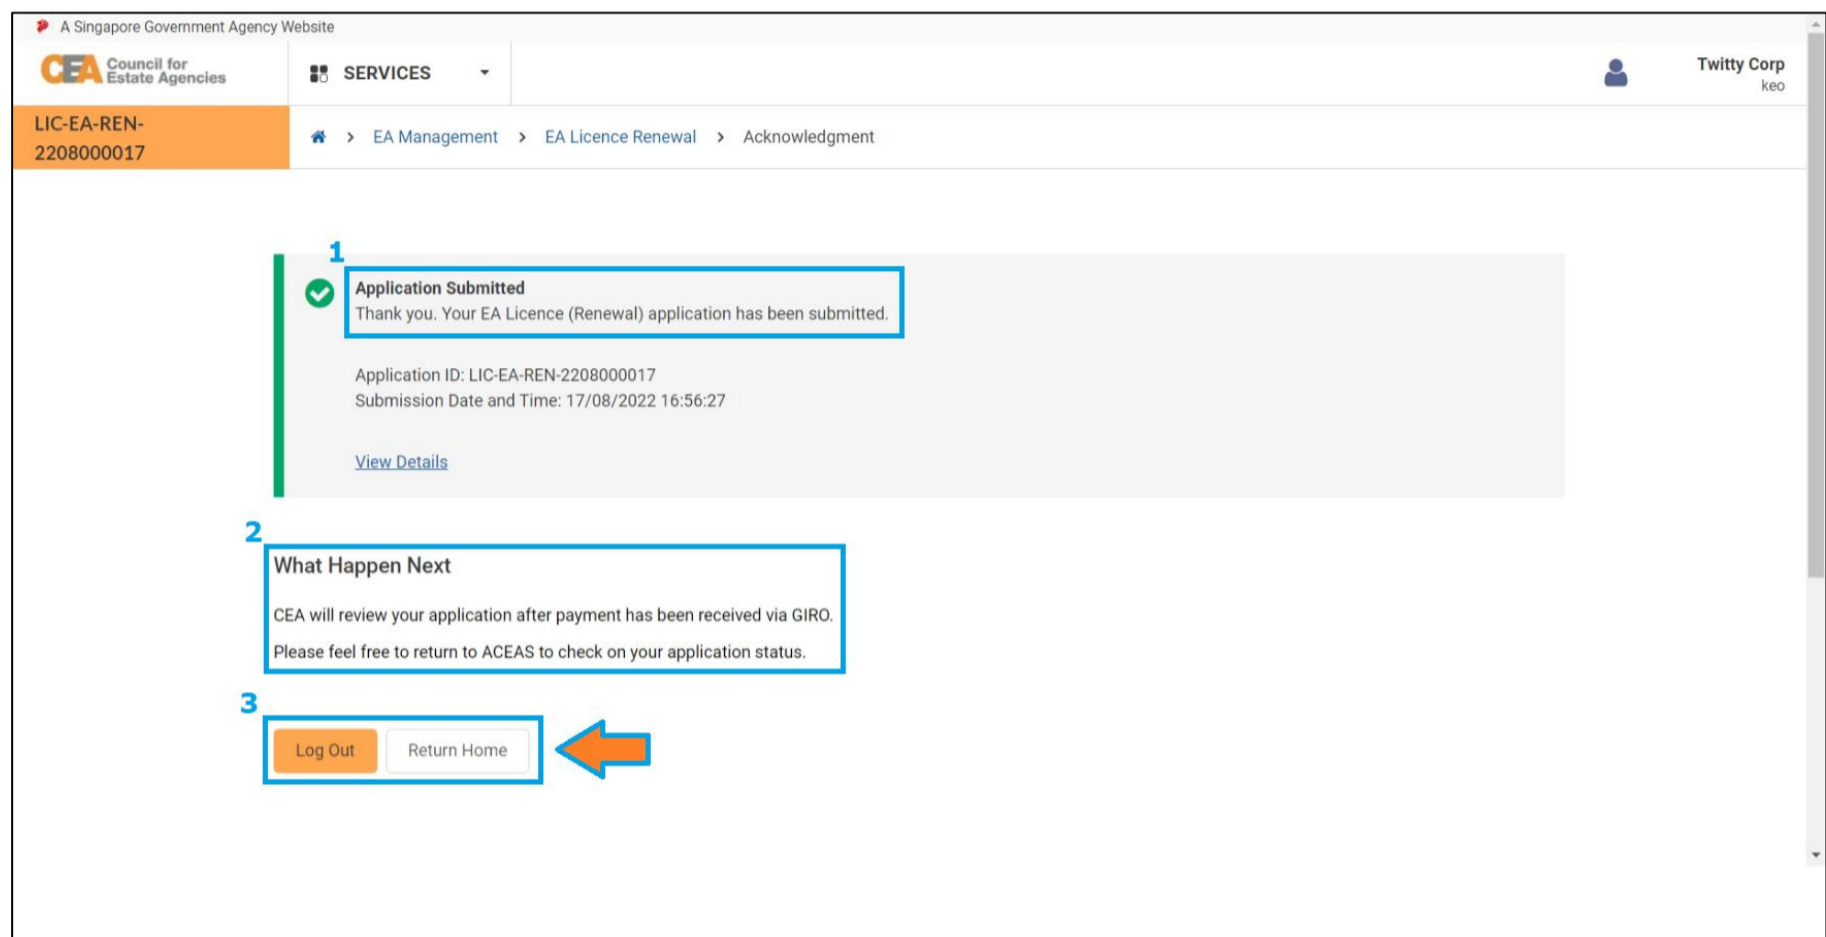 A Singapore Government Agency Website
CEA Council for
Estate Agencies
SERVICES
Twitty Corp
keo
LIC-EA-REN-
2208000017
> EA Management > EA Licence Renewal > Acknowledgment
1
Application Submitted
Thank you. Your EA Licence (Renewal) application has been submitted.
Application ID: LIC-EA-REN-2208000017
Submission Date and Time: 17/08/2022 16:56:27
View Details
2
What Happen Next
CEA will review your application after payment has been received via GIRO.
Please feel free to return to ACEAS to check on your application status.
3
Log Out Return Home